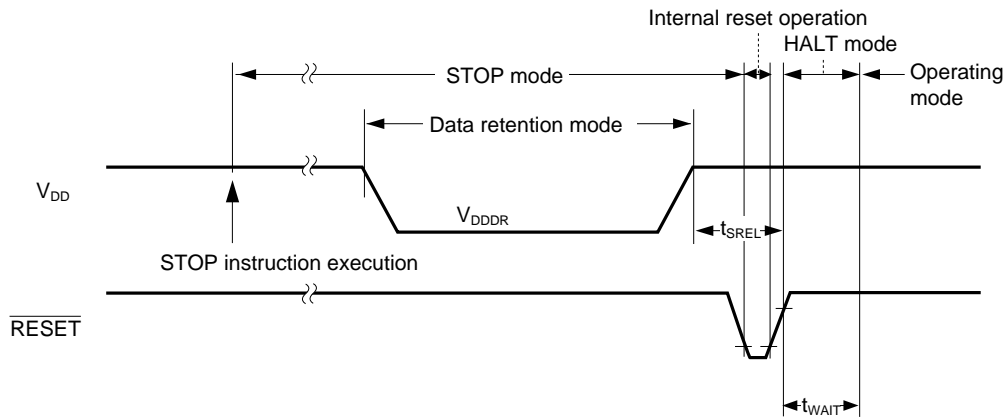 Internal reset operation
HALT mode
STOP mode
Operating
mode
Data retention mode
VDD
VDDDR
tSREL
STOP instruction execution
RESET
tWAIT